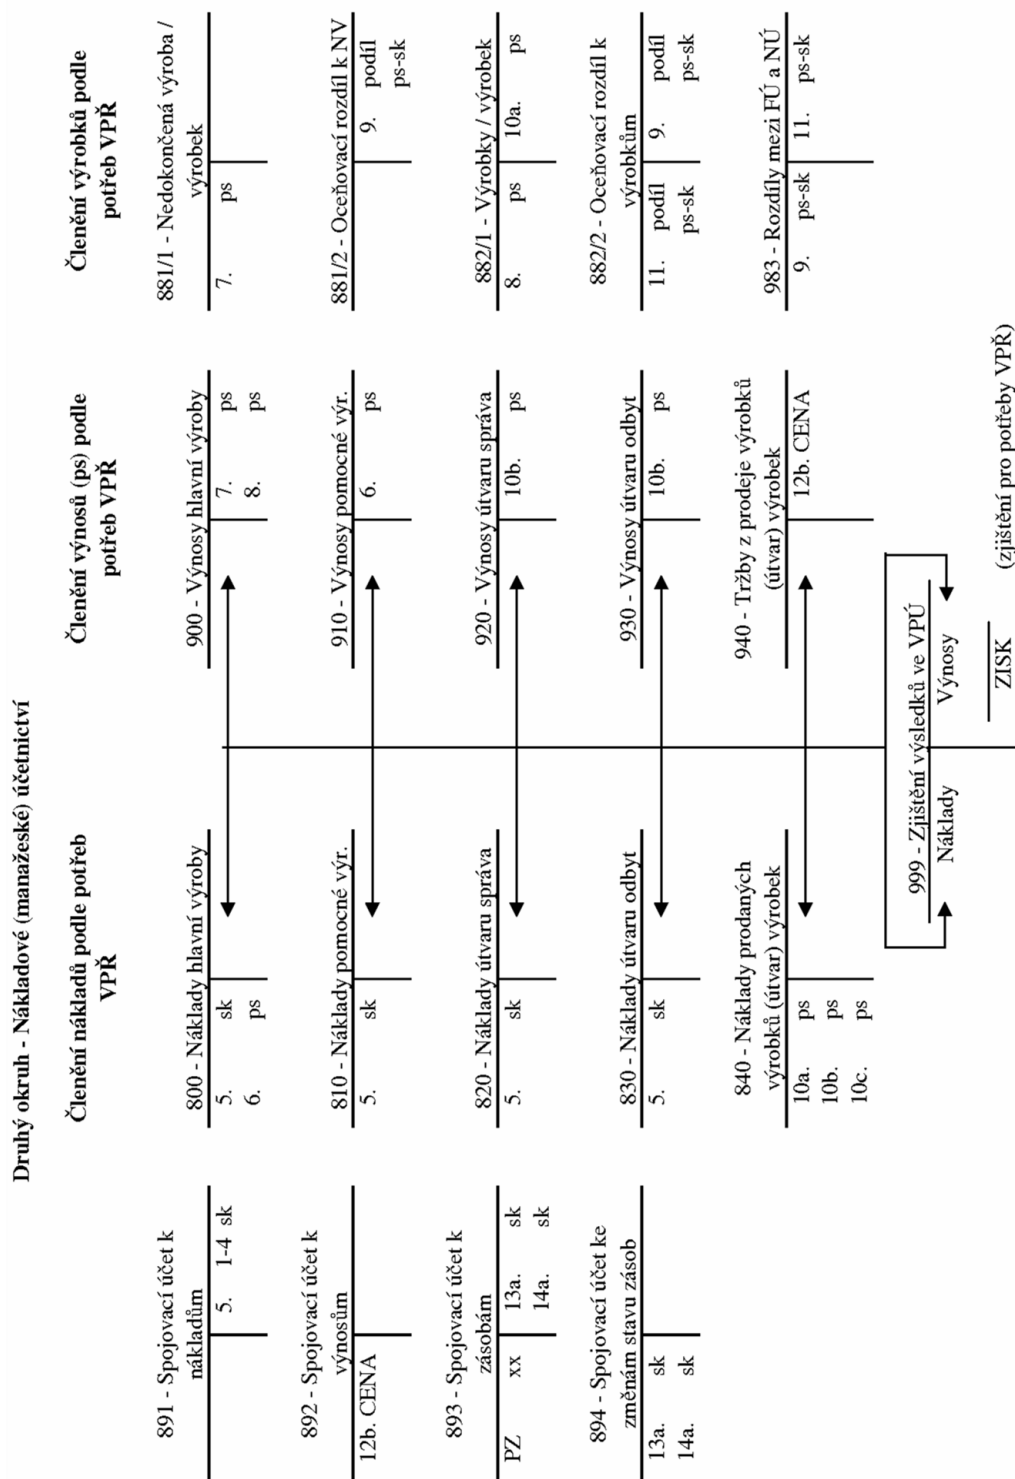 Druhý okruh - Nákladové (manažeské) účetnictví
891 - Spojovací účet k
nákladům
5. 1-4 sk
892 - Spojovací účet k
výnosům
12b. CENA
893 - Spojovací účet k
zásobám
PZ xx 13a. sk
14a. sk
894 - Spojovací účet ke
změnám stavu zásob
13a. sk
14a. sk
Členění nákladů podle potřeb
VPŘ
800 - Náklady hlavní výroby
5. sk
6. ps
810 - Náklady pomocné výr.
5. sk
820 - Náklady útvaru správa
5. sk
830 - Náklady útvaru odbyt
5. sk
840 - Náklady prodaných
výrobků (útvar) výrobek
10a. ps
10b. ps
10c. ps
Členění výnosů (ps) podle
potřeb VPŘ
900 - Výnosy hlavní výroby
7. ps
8. ps
910 - Výnosy pomocné výr.
6. ps
920 - Výnosy útvaru správa
10b. ps
930 - Výnosy útvaru odbyt
10b. ps
940 - Tržby z prodeje výrobků
(útvar) výrobek
12b. CENA
999 - Zjištění výsledků ve VPÚ
Náklady Výnosy
ZISK (zjištění pro potřeby VPŘ)
Členění výrobků podle
potřeb VPŘ
881/1 - Nedokončená výroba /
výrobek
7. ps
881/2 - Oceňovací rozdíl k NV
9. podíl
ps-sk
882/1 - Výrobky / výrobek
8. ps 10a. ps
882/2 - Oceňovací rozdíl k
výrobkům
11. podíl 9. podíl
ps-sk ps-sk
983 - Rozdíly mezi FÚ a NÚ
9. ps-sk 11. ps-sk